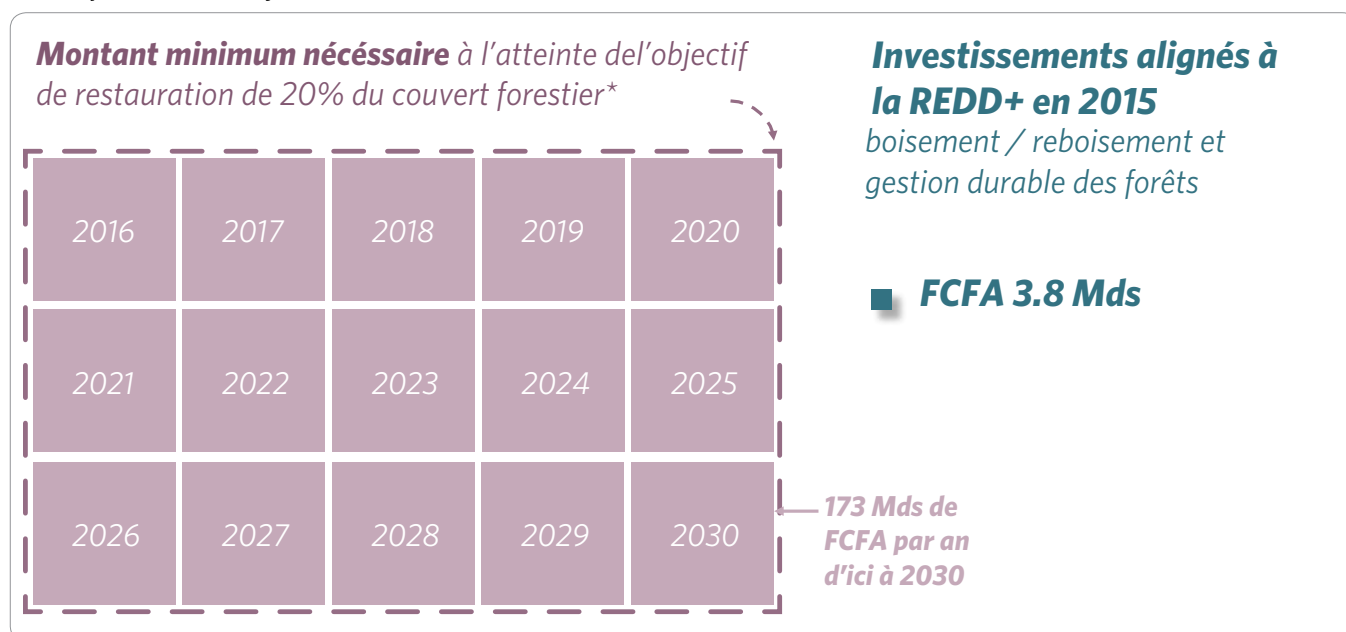 Montant minimum nécéssaire à l'atteinte del'objectif
de restauration de 20% du couvert forestier*
2016 2017 2018 2019 2020
2021 2022 2023 2024 2025
2026 2027 2028 2029 2030
173 Mds de
FCFA par an
d'ici à 2030
Investissements alignés à
la REDD+ en 2015
boisement / reboisement et
gestion durable des forêts
FCFA 3.8 Mds